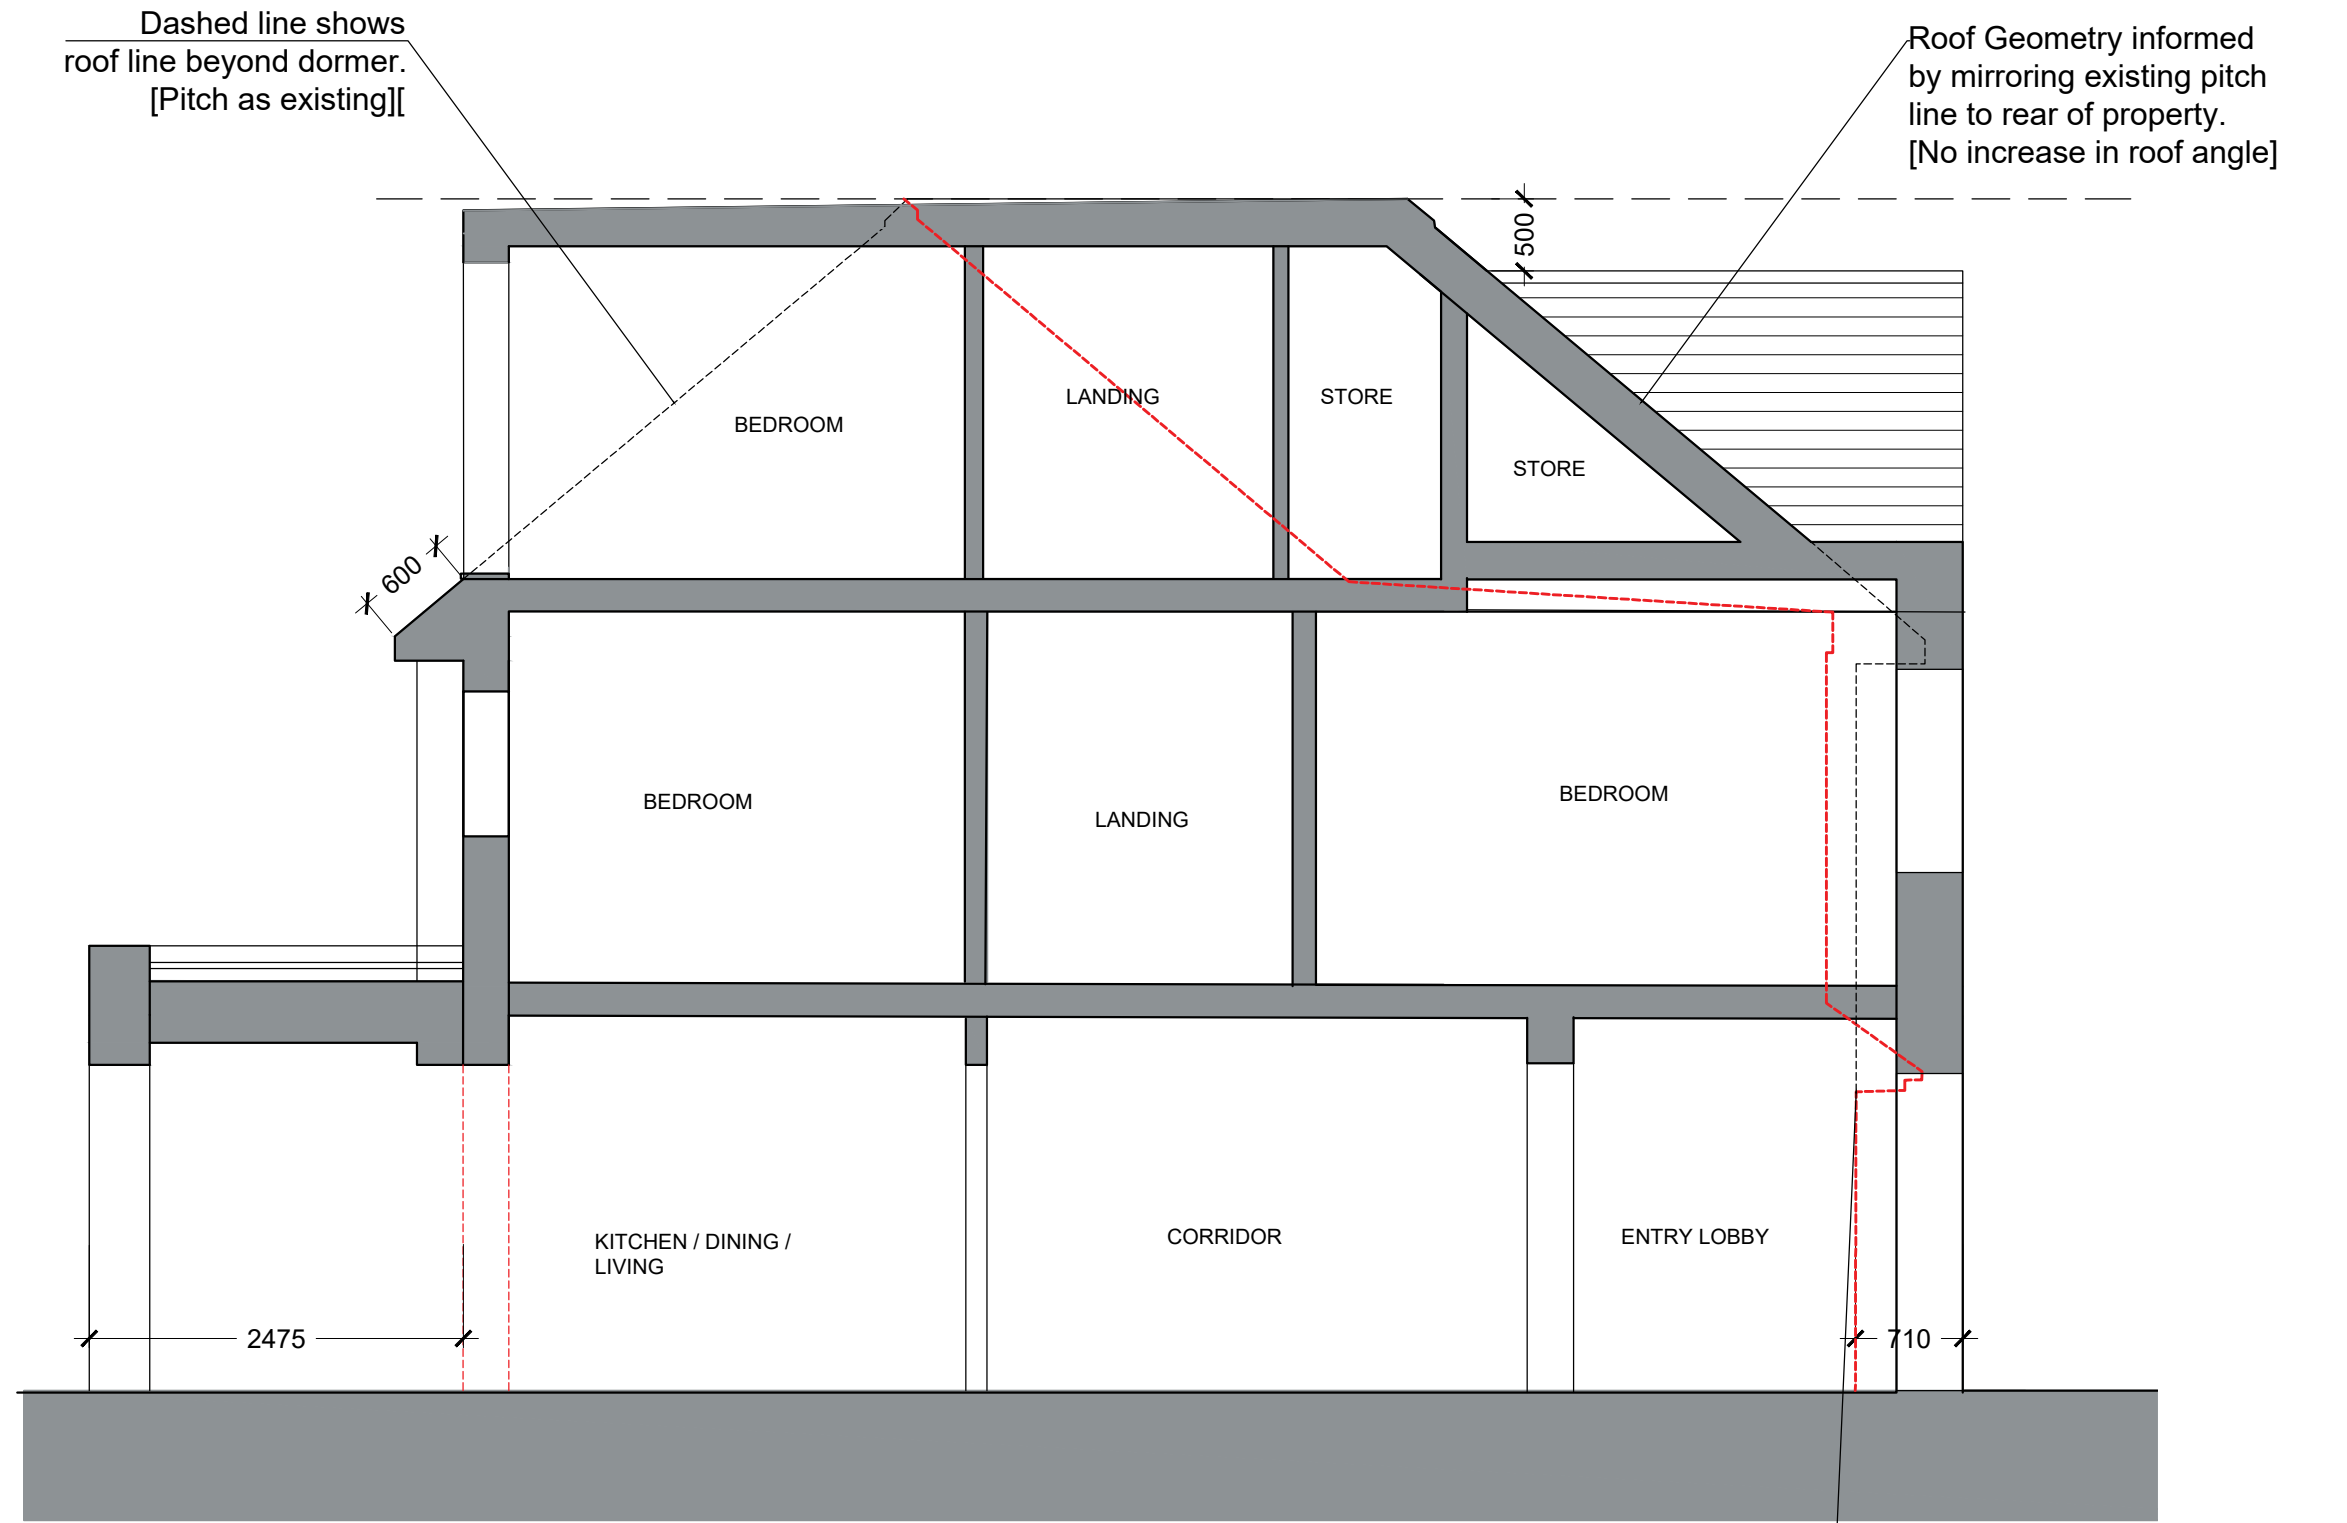 Dashed line shows
roof line beyond dormer.
[Pitch as existing][
Roof Geometry informed
by mirroring existing pitch
line to rear of property.
[No increase in roof angle]
500
LANDING
STORE
BEDROOM
STORE
600
BEDROOM
LANDING
BEDROOM
KITCHEN / DINING /
LIVING
CORRIDOR
ENTRY LOBBY
2475
710